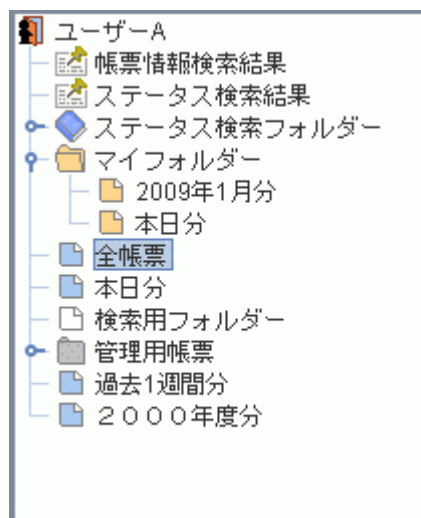 ユーザーA
帳票情報検索結果
ステータス検索結果
ステータス検索フォルダー
マイフォルダー
2009年1月分
本日分
全帳票
本日分
検索用フォルダー
管理用帳票
過去1週間分
２０００年度分